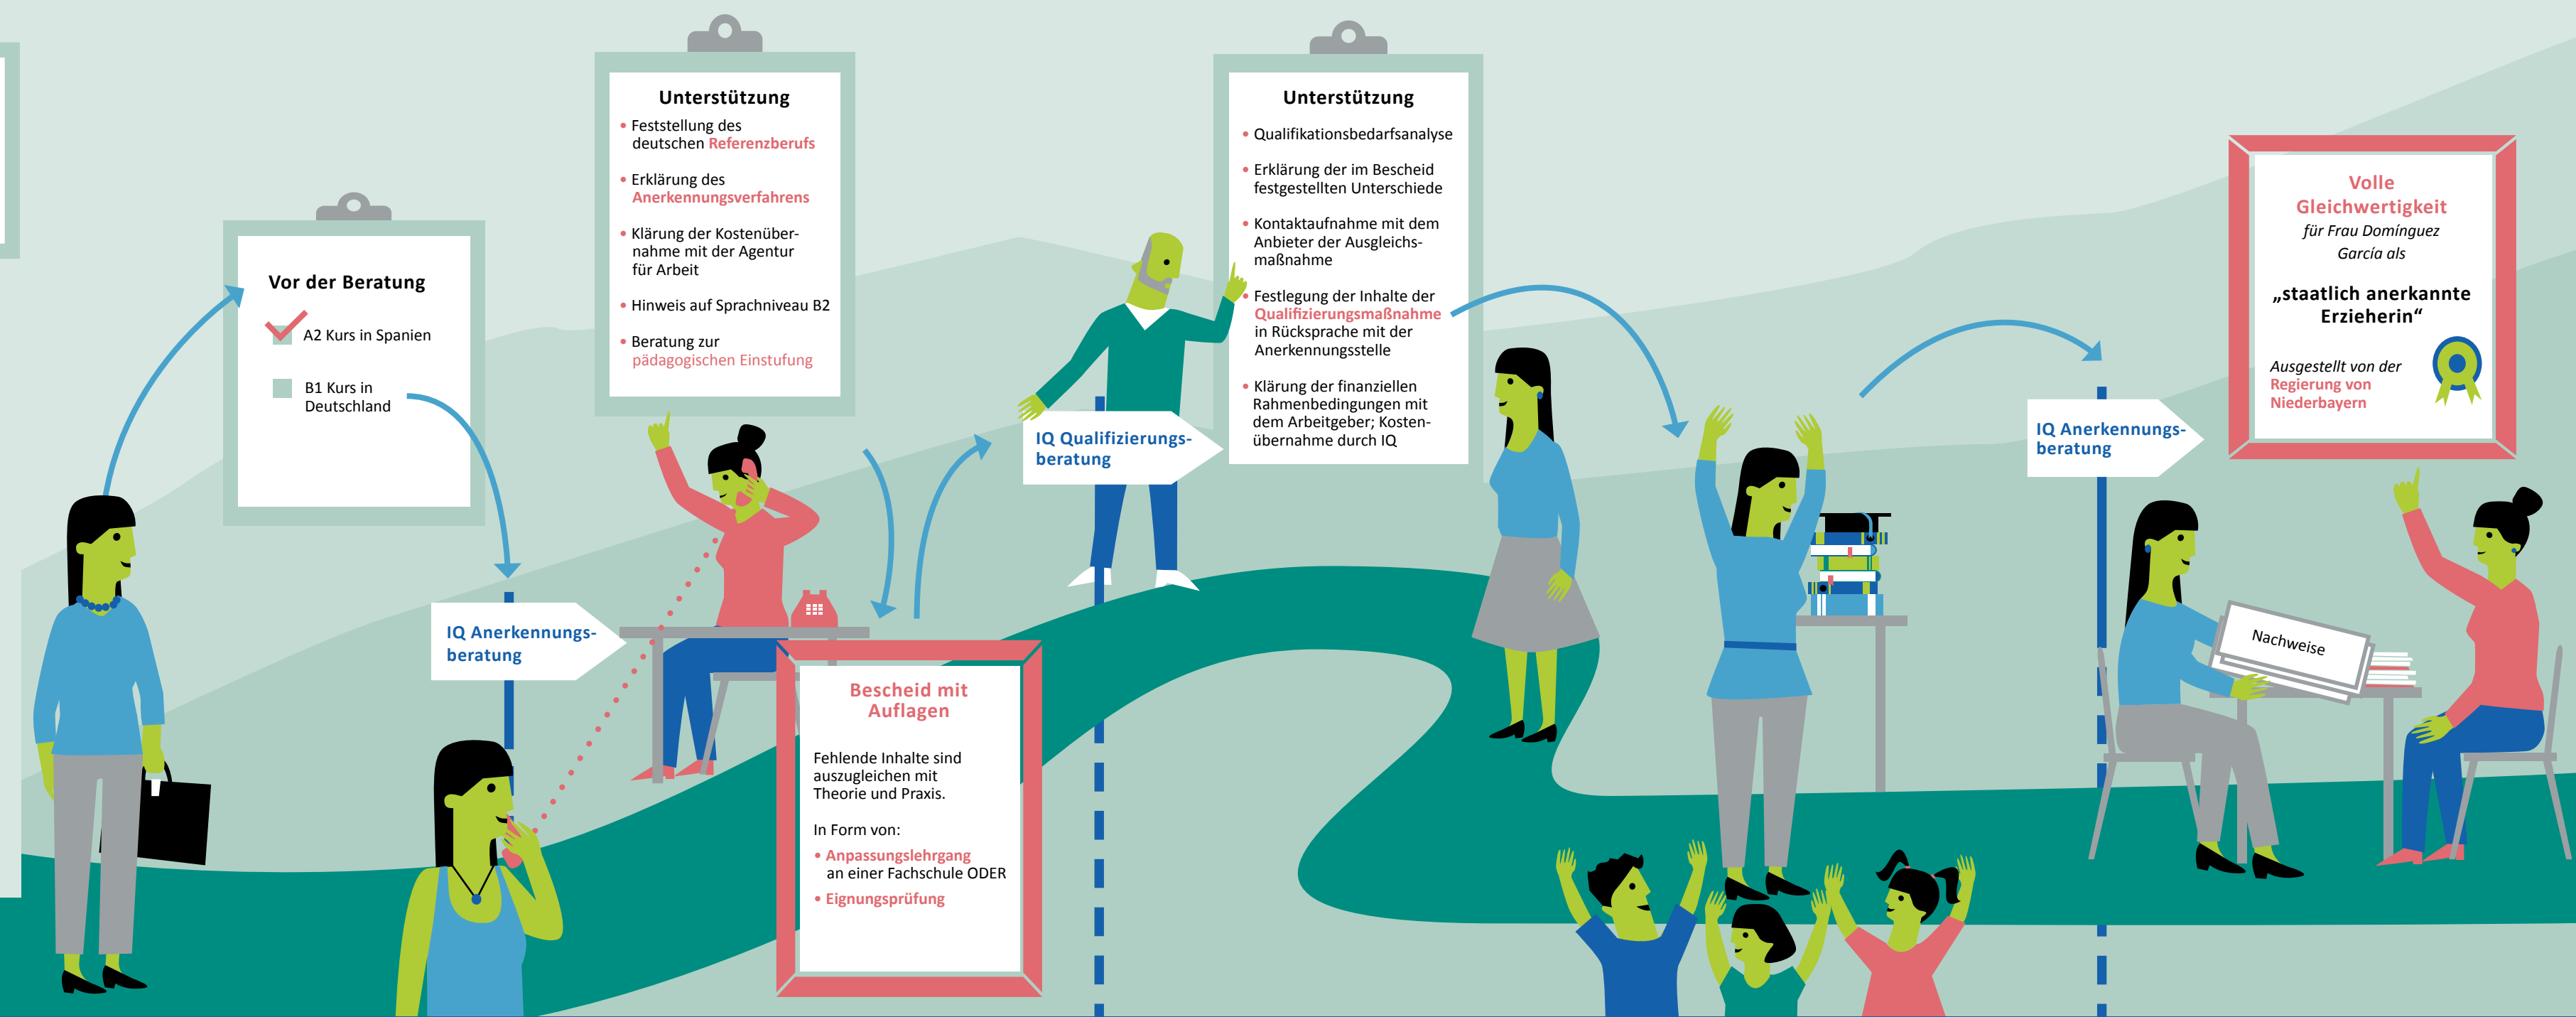 Vor der Beratung
A2 Kurs in Spanien
B1 Kurs in
Deutschland
IQ Anerkennungs-
beratung
Unterstützung
• Feststellung des
deutschen Referenzberufs
• Erklärung des
Anerkennungsverfahrens
• Klärung der Kostenüber-
nahme mit der Agentur
für Arbeit
• Hinweis auf Sprachniveau B2
• Beratung zur
pädagogischen Einstufung
Bescheid mit
Auflagen
Fehlende Inhalte sind
auszugleichen mit
Theorie und Praxis.
In Form von:
• Anpassungslehrgang
an einer Fachschule ODER
• Eignungsprüfung
IQ Qualifizierungs-
beratung
Unterstützung
• Qualifikationsbedarfsanalyse
• Erklärung der im Bescheid
festgestellten Unterschiede
• Kontaktaufnahme mit dem
Anbieter der Ausgleichs-
maßnahme
• Festlegung der Inhalte der
Qualifizierungsmaßnahme
in Rücksprache mit der
Anerkennungsstelle
• Klärung der finanziellen
Rahmenbedingungen mit
dem Arbeitgeber; Kosten-
übernahme durch IQ
IQ Anerkennungs-
beratung
Nachweise
Volle
Gleichwertigkeit
für Frau Domínguez
García als
„staatlich anerkannte
Erzieherin“
Ausgestellt von der
Regierung von
Niederbayern